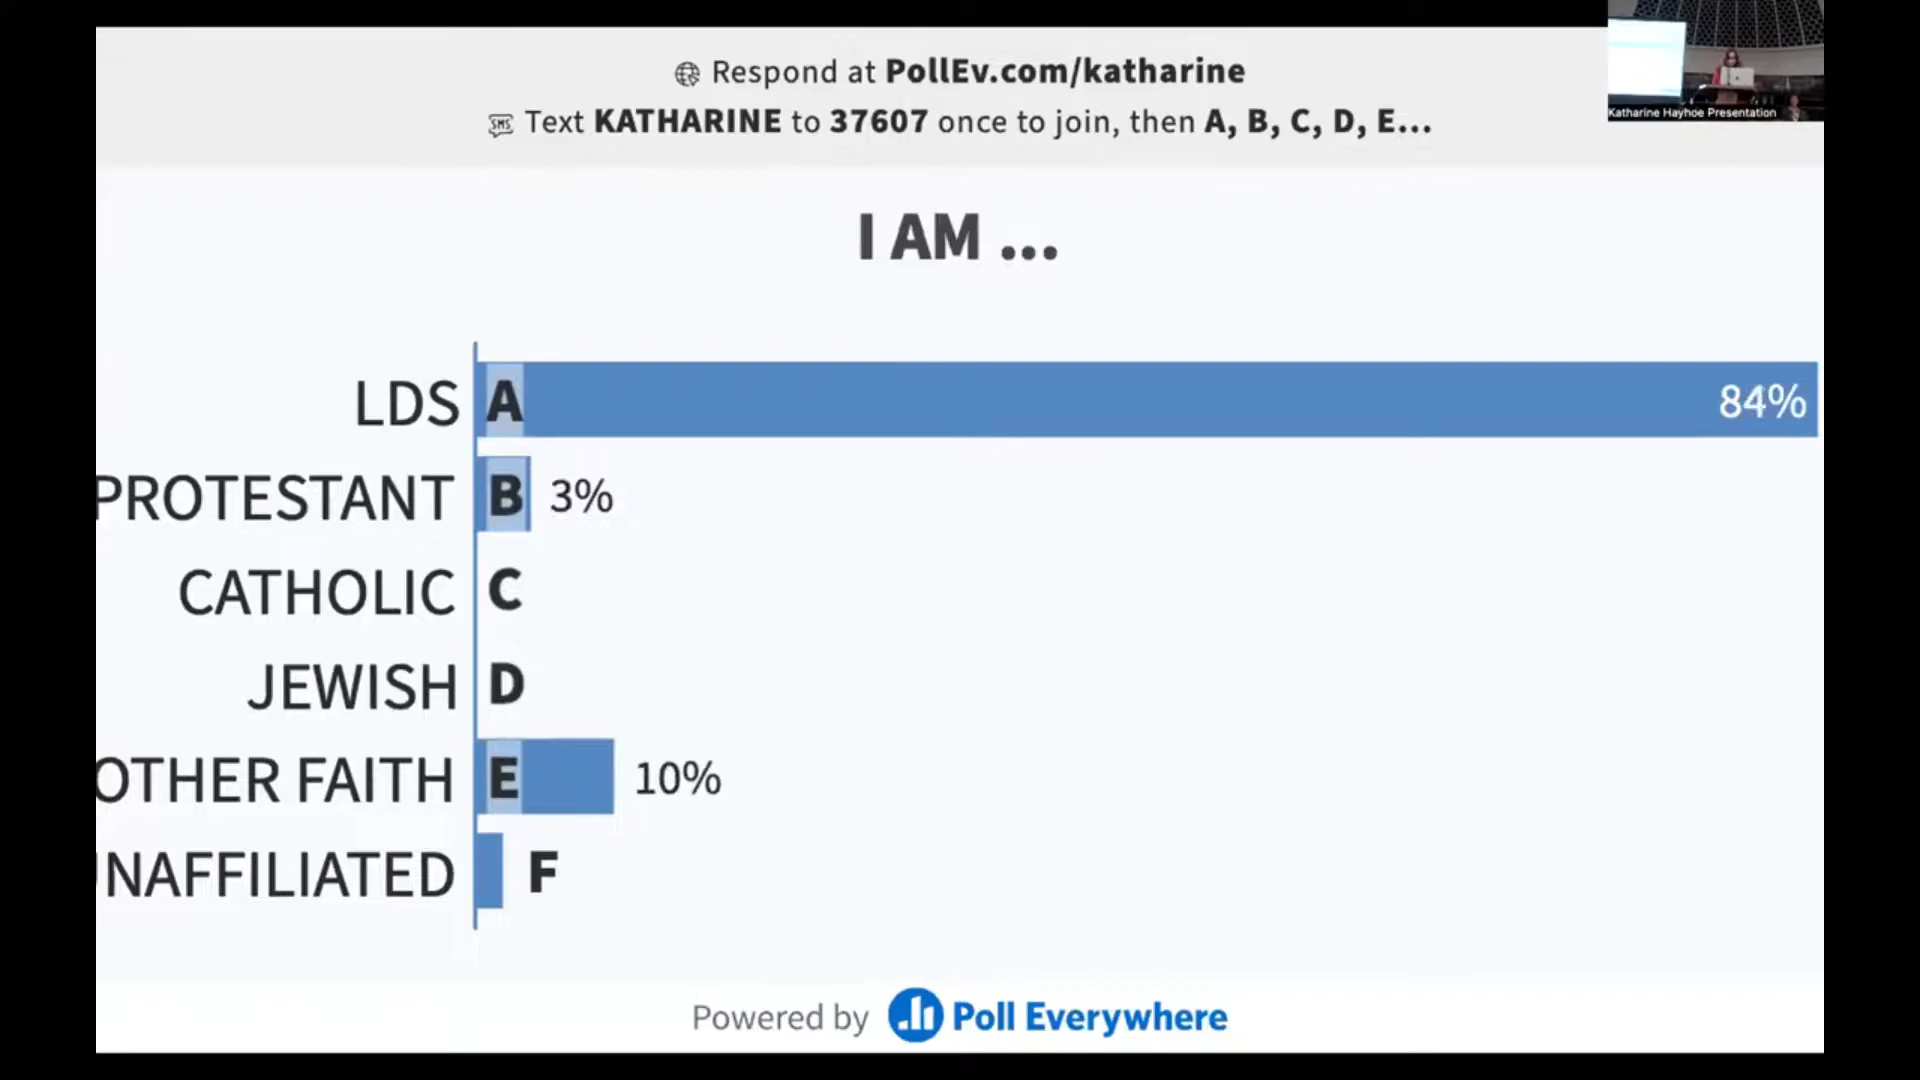 Respond at PollEv.com/katharine
Text KATHARINE to 37607 once to join, then A, B, C, D, E...
Katharine Hayhoe Presentation
I AM ...
LDS A 84%
PROTESTANT B 3%
CATHOLIC C
JEWISH D
OTHER FAITH E 10%
NAFFILIATED F
Powered by Poll Everywhere